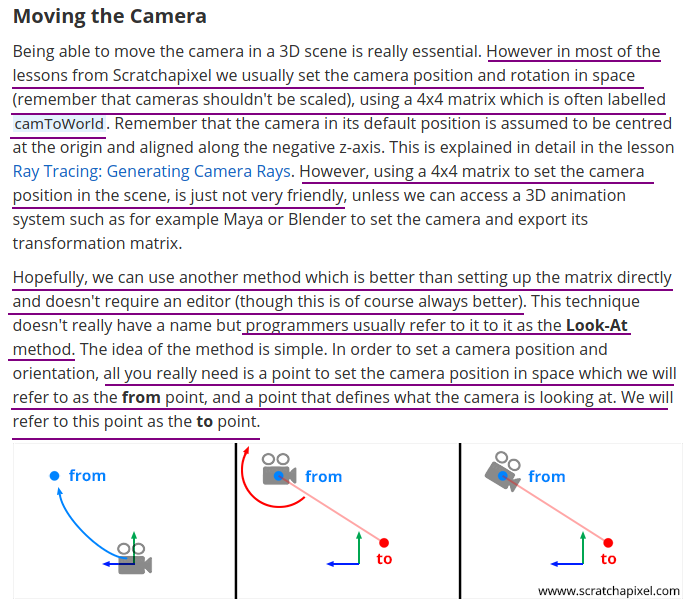 Moving the Camera
Being able to move the camera in a 3D scene is really essential. However in most of the
lessons from Scratchapixel we usually set the camera position and rotation in space
(remember that cameras shouldn't be scaled), using a 4x4 matrix which is often labelled
camToWorld. Remember that the camera in its default position is assumed to be centred
at the origin and aligned along the negative z-axis. This is explained in detail in the lesson
Ray Tracing: Generating Camera Rays. However, using a 4x4 matrix to set the camera
position in the scene, is just not very friendly, unless we can access a 3D animation
system such as for example Maya or Blender to set the camera and export its
transformation matrix.
Hopefully, we can use another method which is better than setting up the matrix directly
and doesn't require an editor (though this is of course always better). This technique
doesn't really have a name but programmers usually refer to it to it as the Look-At
method. The idea of the method is simple. In order to set a camera position and
orientation, all you really need is a point to set the camera position in space which we will
refer to as the from point, and a point that defines what the camera is looking at. We will
refer to this point as the to point.
from
from
to
from
to
www.scratchapixel.com